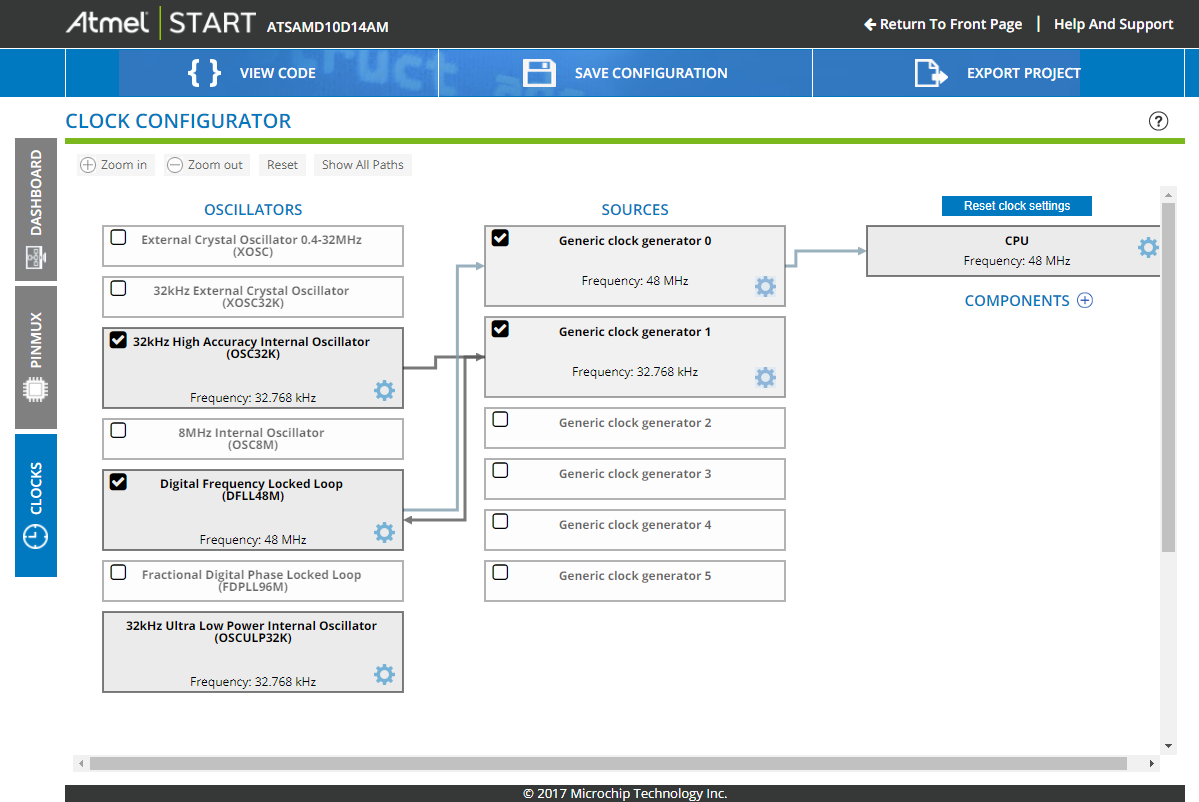 Atmel START ATSAMD10D14AM
Return To Front Page | Help And Support
{ } VIEW CODE
SAVE CONFIGURATION
EXPORT PROJECT
CLOCK CONFIGURATOR
?
DASHBOARD
PINMUX
CLOCKS
Zoom in
Zoom out
Reset
Show All Paths
OSCILLATORS
External Crystal Oscillator 0.4-32MHz
(XOSC)
32kHz External Crystal Oscillator
(XOSC32K)
32kHz High Accuracy Internal Oscillator
(OSC32K)
Frequency: 32.768 kHz
8MHz Internal Oscillator
(OSC8M)
Digital Frequency Locked Loop
(DFLL48M)
Frequency: 48 MHz
Fractional Digital Phase Locked Loop
(FDPLL96M)
32kHz Ultra Low Power Internal Oscillator
(OSCULP32K)
Frequency: 32.768 kHz
SOURCES
Generic clock generator 0
Frequency: 48 MHz
Generic clock generator 1
Frequency: 32.768 kHz
Generic clock generator 2
Generic clock generator 3
Generic clock generator 4
Generic clock generator 5
Reset clock settings
CPU
Frequency: 48 MHz
COMPONENTS
© 2017 Microchip Technology Inc.